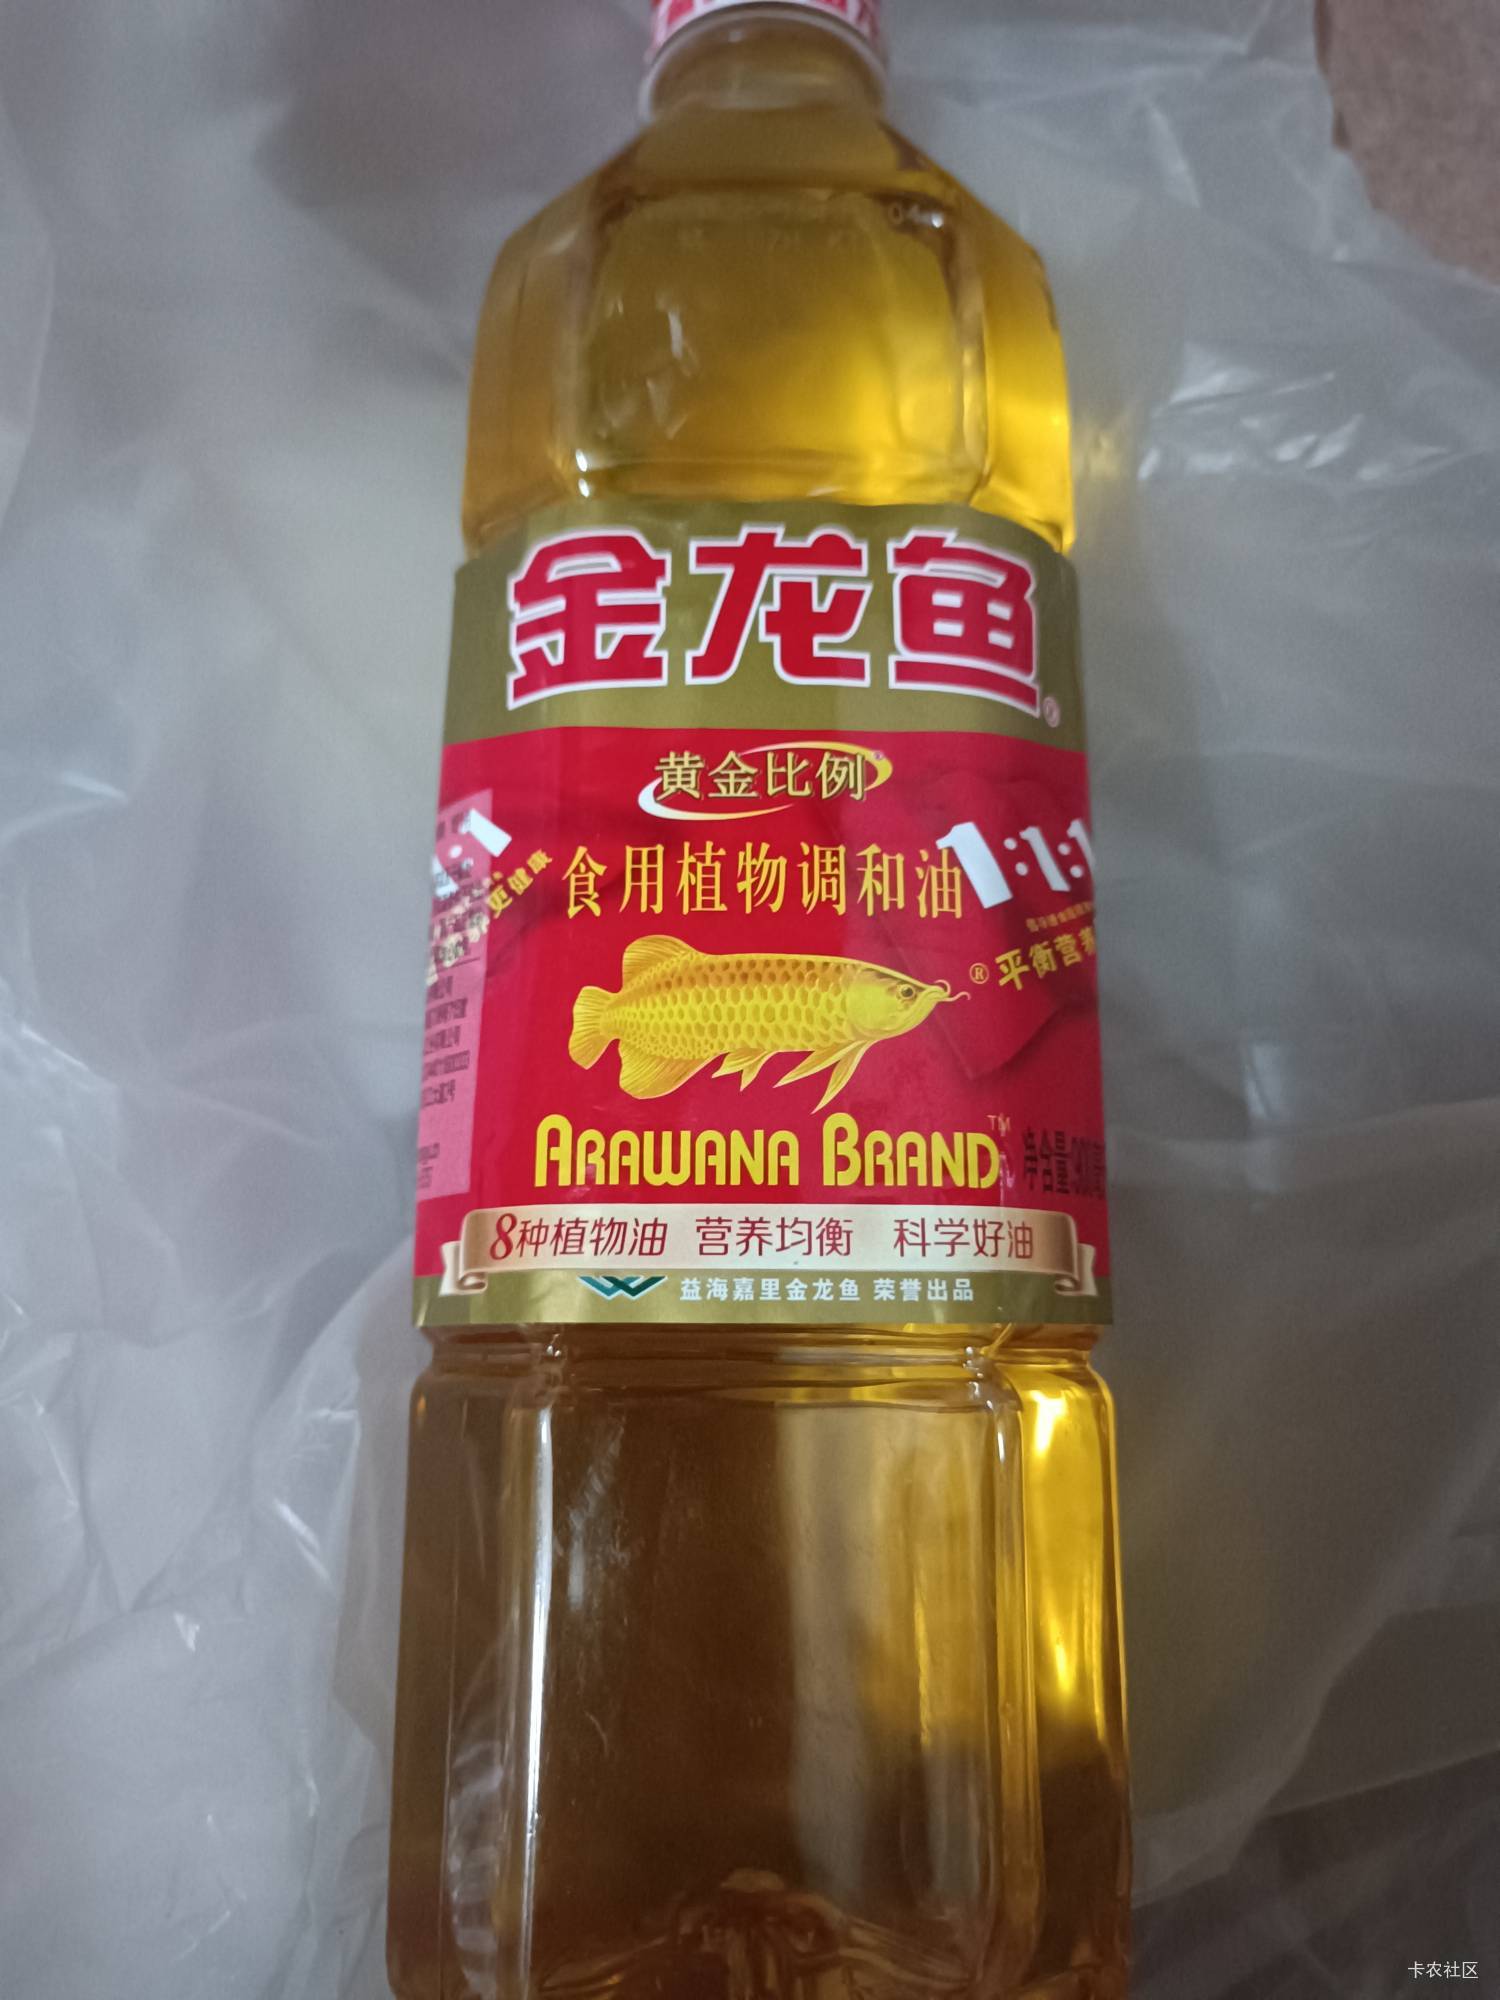 金龙鱼
黄金比例
食用植物调和油
1:1:1
平衡营养
更健康
®
ARAWANA BRAND™
净含量
8种植物油 营养均衡 科学好油
益海嘉里金龙鱼 荣誉出品
卡农社区